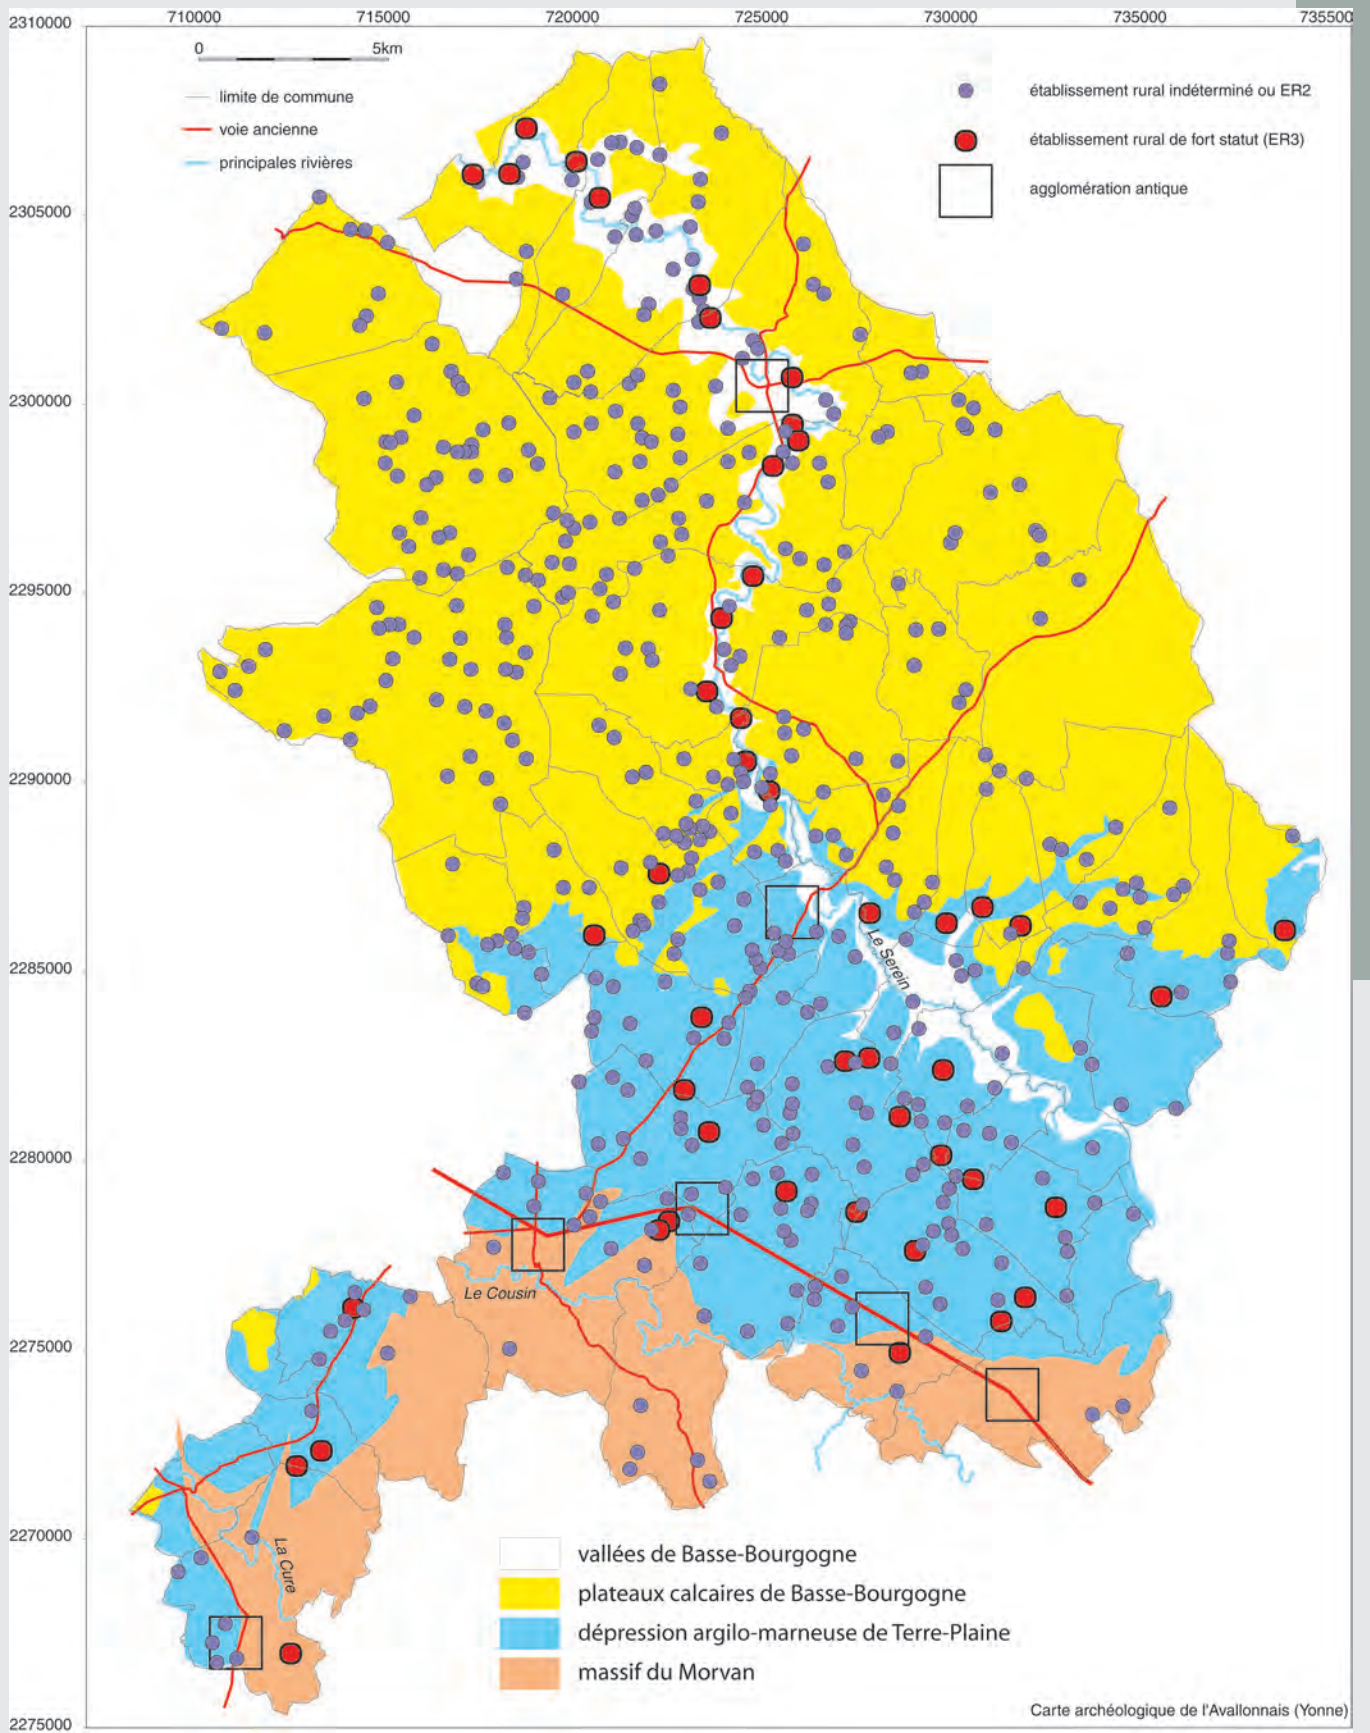 710000 715000 720000 725000 730000 735000 7355000
2310000
0 5km
limite de commune
voie ancienne
principales rivières
établissement rural indéterminé ou ER2
établissement rural de fort statut (ER3)
agglomération antique
2305000
2300000
2295000
2290000
2285000
Le Serein
2280000
Le Cousin
2275000
2270000
La Cure
vallées de Basse-Bourgogne
plateaux calcaires de Basse-Bourgogne
dépression argilo-marneuse de Terre-Plaine
massif du Morvan
Carte archéologique de l'Avallonnais (Yonne)
2275000